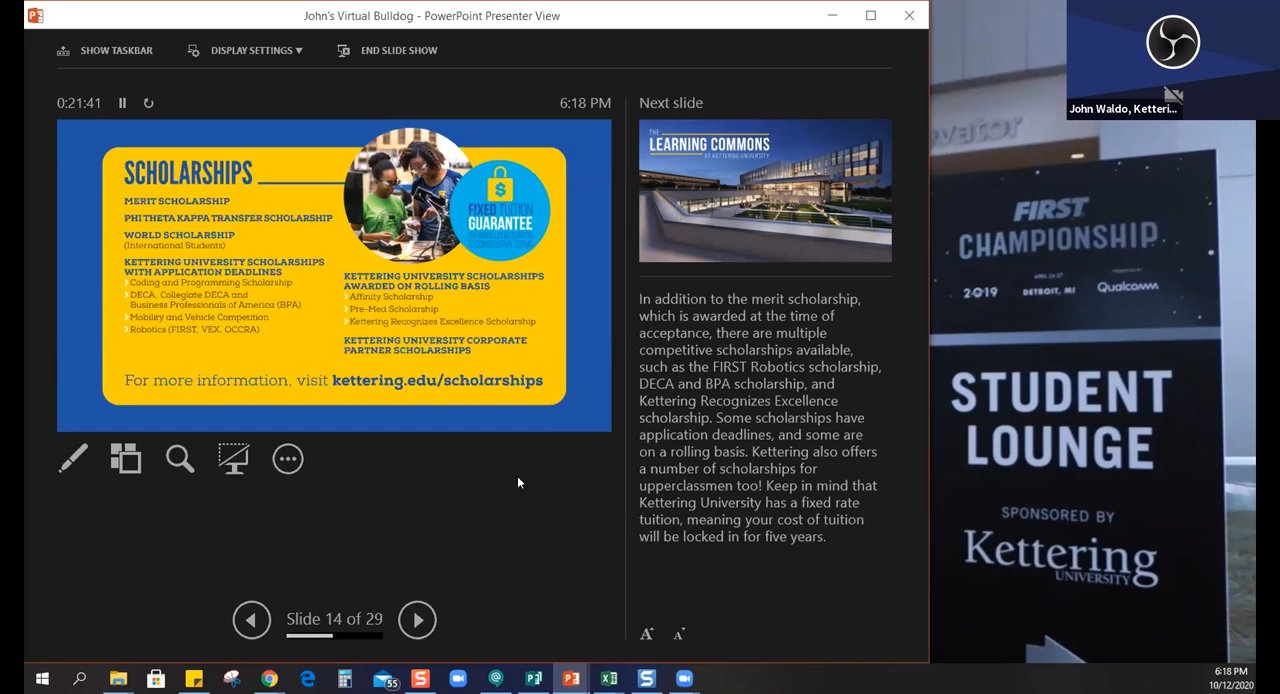 John's Virtual Bulldog - PowerPoint Presenter View
SHOW TASKBAR
DISPLAY SETTINGS ▼
END SLIDE SHOW
0:21:41
6:18 PM
SCHOLARSHIPS
MERIT SCHOLARSHIP
PHI THETA KAPPA TRANSFER SCHOLARSHIP
WORLD SCHOLARSHIP
(International Students)
KETTERING UNIVERSITY SCHOLARSHIPS
WITH APPLICATION DEADLINES
Coding and Programming Scholarship
DECA, Collegiate DECA and
Business Professionals of America (BPA)
Mobility and Vehicle Competition
Robotics (FIRST, VEX, OCCRA)
FIXED TUITION
GUARANTEE
KETTERING UNIVERSITY SCHOLARSHIPS
AWARDED ON ROLLING BASIS
Affinity Scholarship
Pre-Med Scholarship
Kettering Recognizes Excellence Scholarship
KETTERING UNIVERSITY CORPORATE
PARTNER SCHOLARSHIPS
For more information, visit kettering.edu/scholarships
Slide 14 of 29
Next slide
THE
LEARNING COMMONS
AT KETTERING UNIVERSITY
In addition to the merit scholarship,
which is awarded at the time of
acceptance, there are multiple
competitive scholarships available,
such as the FIRST Robotics scholarship,
DECA and BPA scholarship, and
Kettering Recognizes Excellence
scholarship. Some scholarships have
application deadlines, and some are
on a rolling basis. Kettering also offers
a number of scholarships for
upperclassmen too! Keep in mind that
Kettering University has a fixed rate
tuition, meaning your cost of tuition
will be locked in for five years.
A A
John Waldo, Ketteri...
FIRST
CHAMPIONSHIP
2019
DETROIT, MI
Qualcomm
STUDENT
LOUNGE
SPONSORED BY
Kettering
UNIVERSITY
55
6:18 PM
10/12/2020